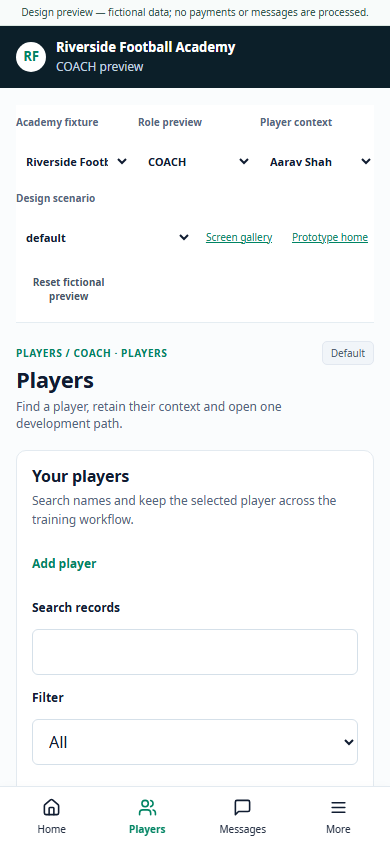 Design preview — fictional data; no payments or messages are processed.
RF
Riverside Football Academy
COACH preview
Academy fixture
Role preview
Player context
Riverside Footb
COACH
Aarav Shah
Design scenario
default
Screen gallery
Prototype home
Reset fictional
preview
PLAYERS / COACH · PLAYERS
Default
Players
Find a player, retain their context and open one
development path.
Your players
Search names and keep the selected player across the
training workflow.
Add player
Search records
Filter
All
Home
Players
Messages
More